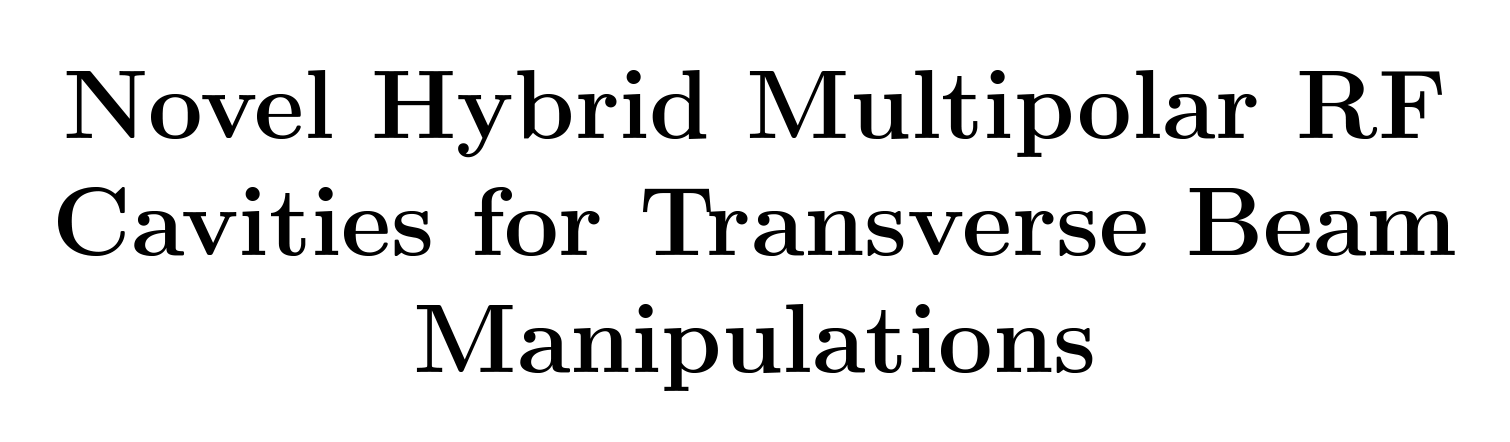 Novel Hybrid Multipolar RF
Cavities for Transverse Beam
Manipulations